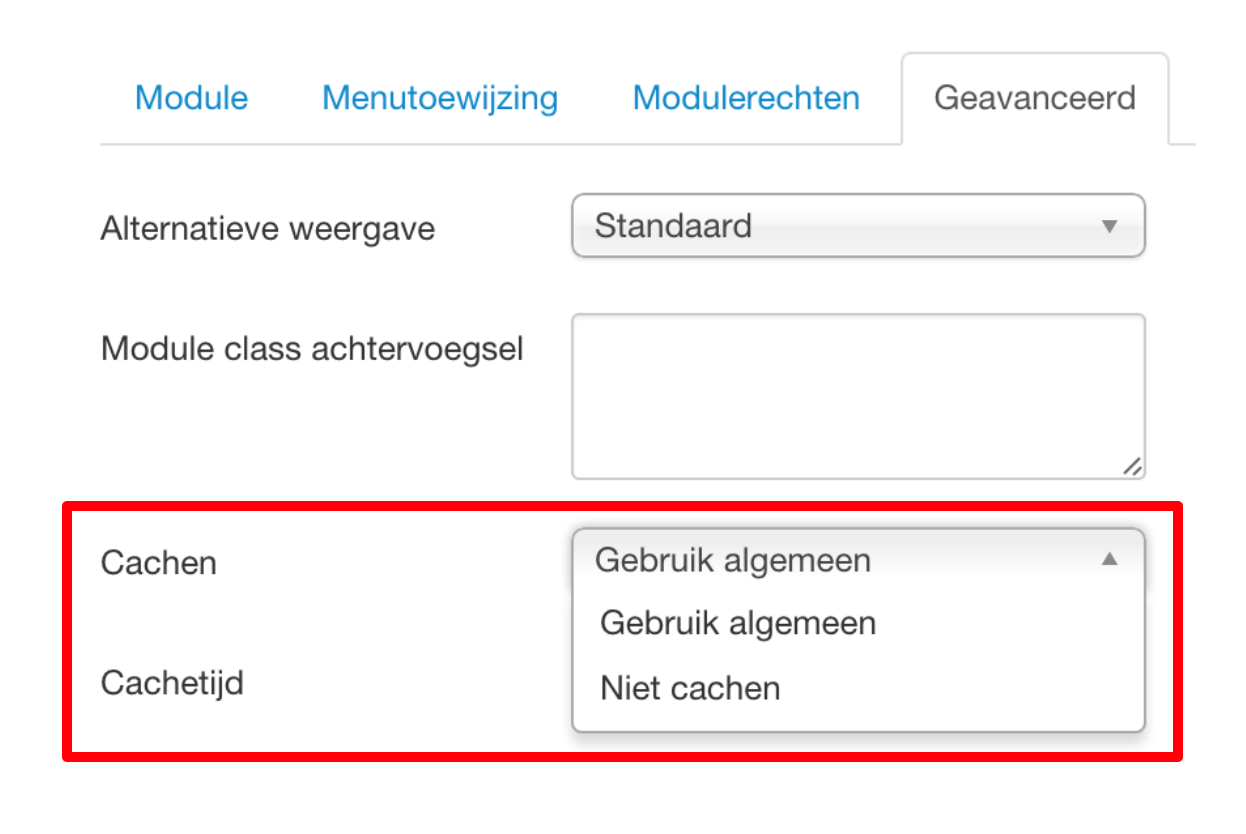 Module Menutoewijzing Modulerechten Geavanceerd
Alternatieve weergave Standaard
Module class achtervoegsel
Cachen Gebruik algemeen
Gebruik algemeen
Cachetijd Niet cachen